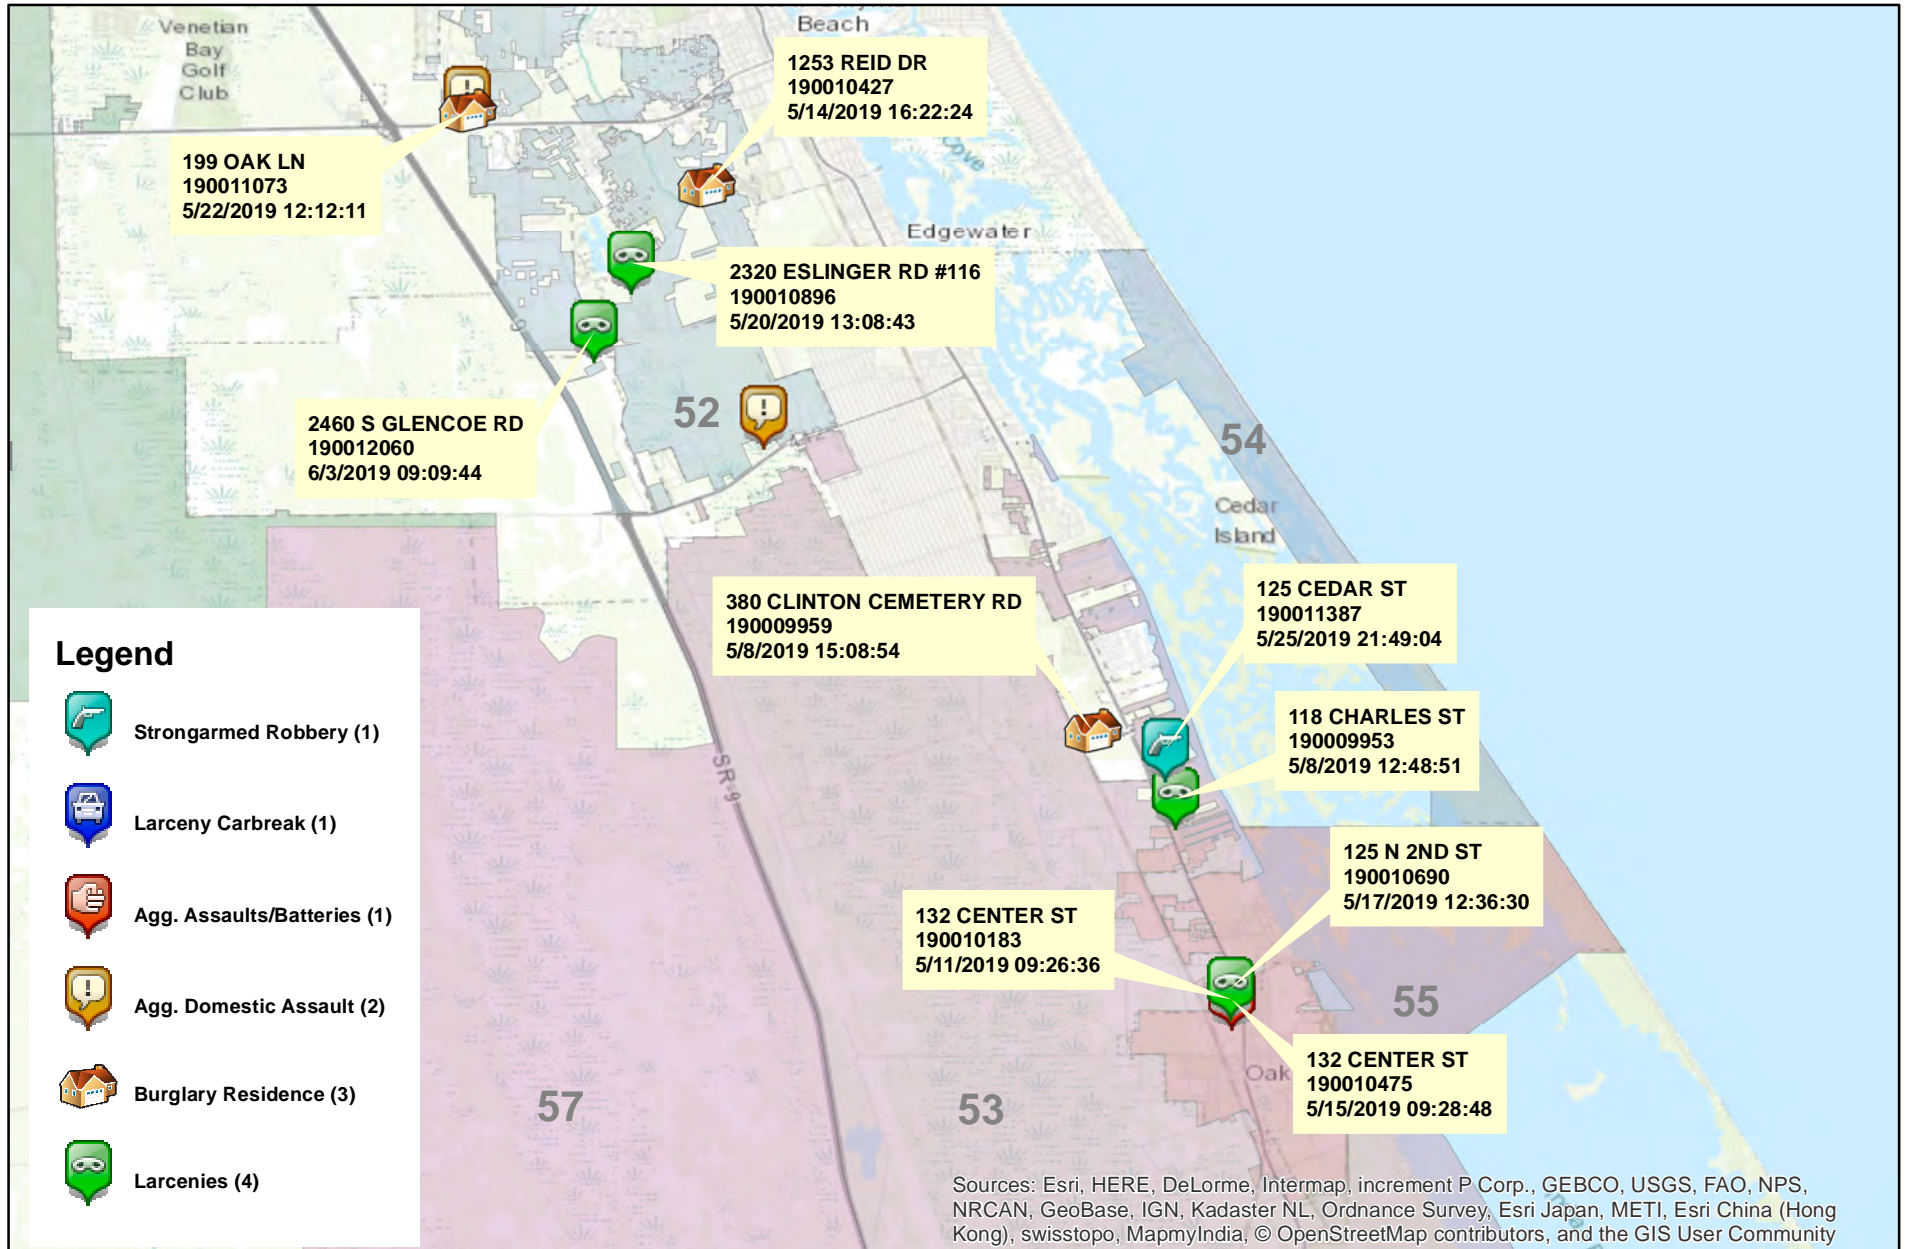 Venetian
Bay
Golf
Club
Beach
1253 REID DR
190010427
5/14/2019 16:22:24
199 OAK LN
190011073
5/22/2019 12:12:11
Cove
Edgewater
2320 ESLINGER RD #116
190010896
5/20/2019 13:08:43
9
2460 S GLENCOE RD
190012060
6/3/2019 09:09:44
52
54
Cedar
Island
380 CLINTON CEMETERY RD
190009959
5/8/2019 15:08:54
125 CEDAR ST
190011387
5/25/2019 21:49:04
118 CHARLES ST
190009953
5/8/2019 12:48:51
SR-9
125 N 2ND ST
190010690
5/17/2019 12:36:30
132 CENTER ST
190010183
5/11/2019 09:26:36
55
132 CENTER ST
190010475
5/15/2019 09:28:48
Oak
57
53
Legend
Strongarmed Robbery (1)
Larceny Carbreak (1)
Agg. Assaults/Batteries (1)
Agg. Domestic Assault (2)
Burglary Residence (3)
Larcenies (4)
Sources: Esri, HERE, DeLorme, Intermap, increment P Corp., GEBCO, USGS, FAO, NPS,
NRCAN, GeoBase, IGN, Kadaster NL, Ordnance Survey, Esri Japan, METI, Esri China (Hong
Kong), swisstopo, MapmyIndia, © OpenStreetMap contributors, and the GIS User Community